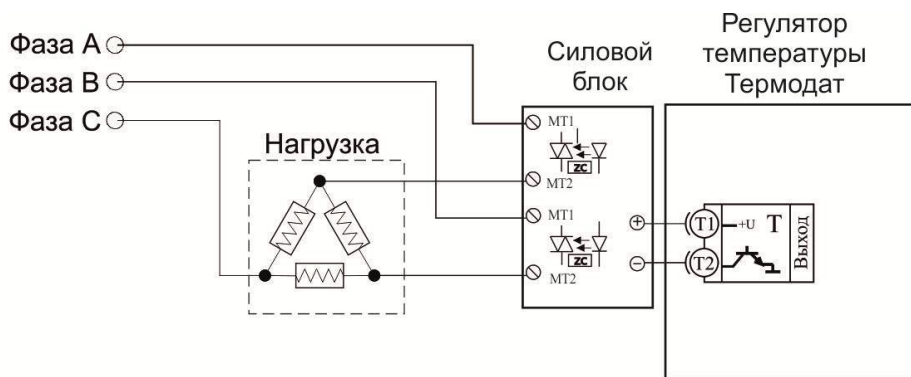 Фаза A
Фаза B
Фаза C
Нагрузка
Силовой
блок
MT1
ZC
MT2
MT1
ZC
MT2
Регулятор
температуры
Термодат
T1
+U
T
T2
Выход